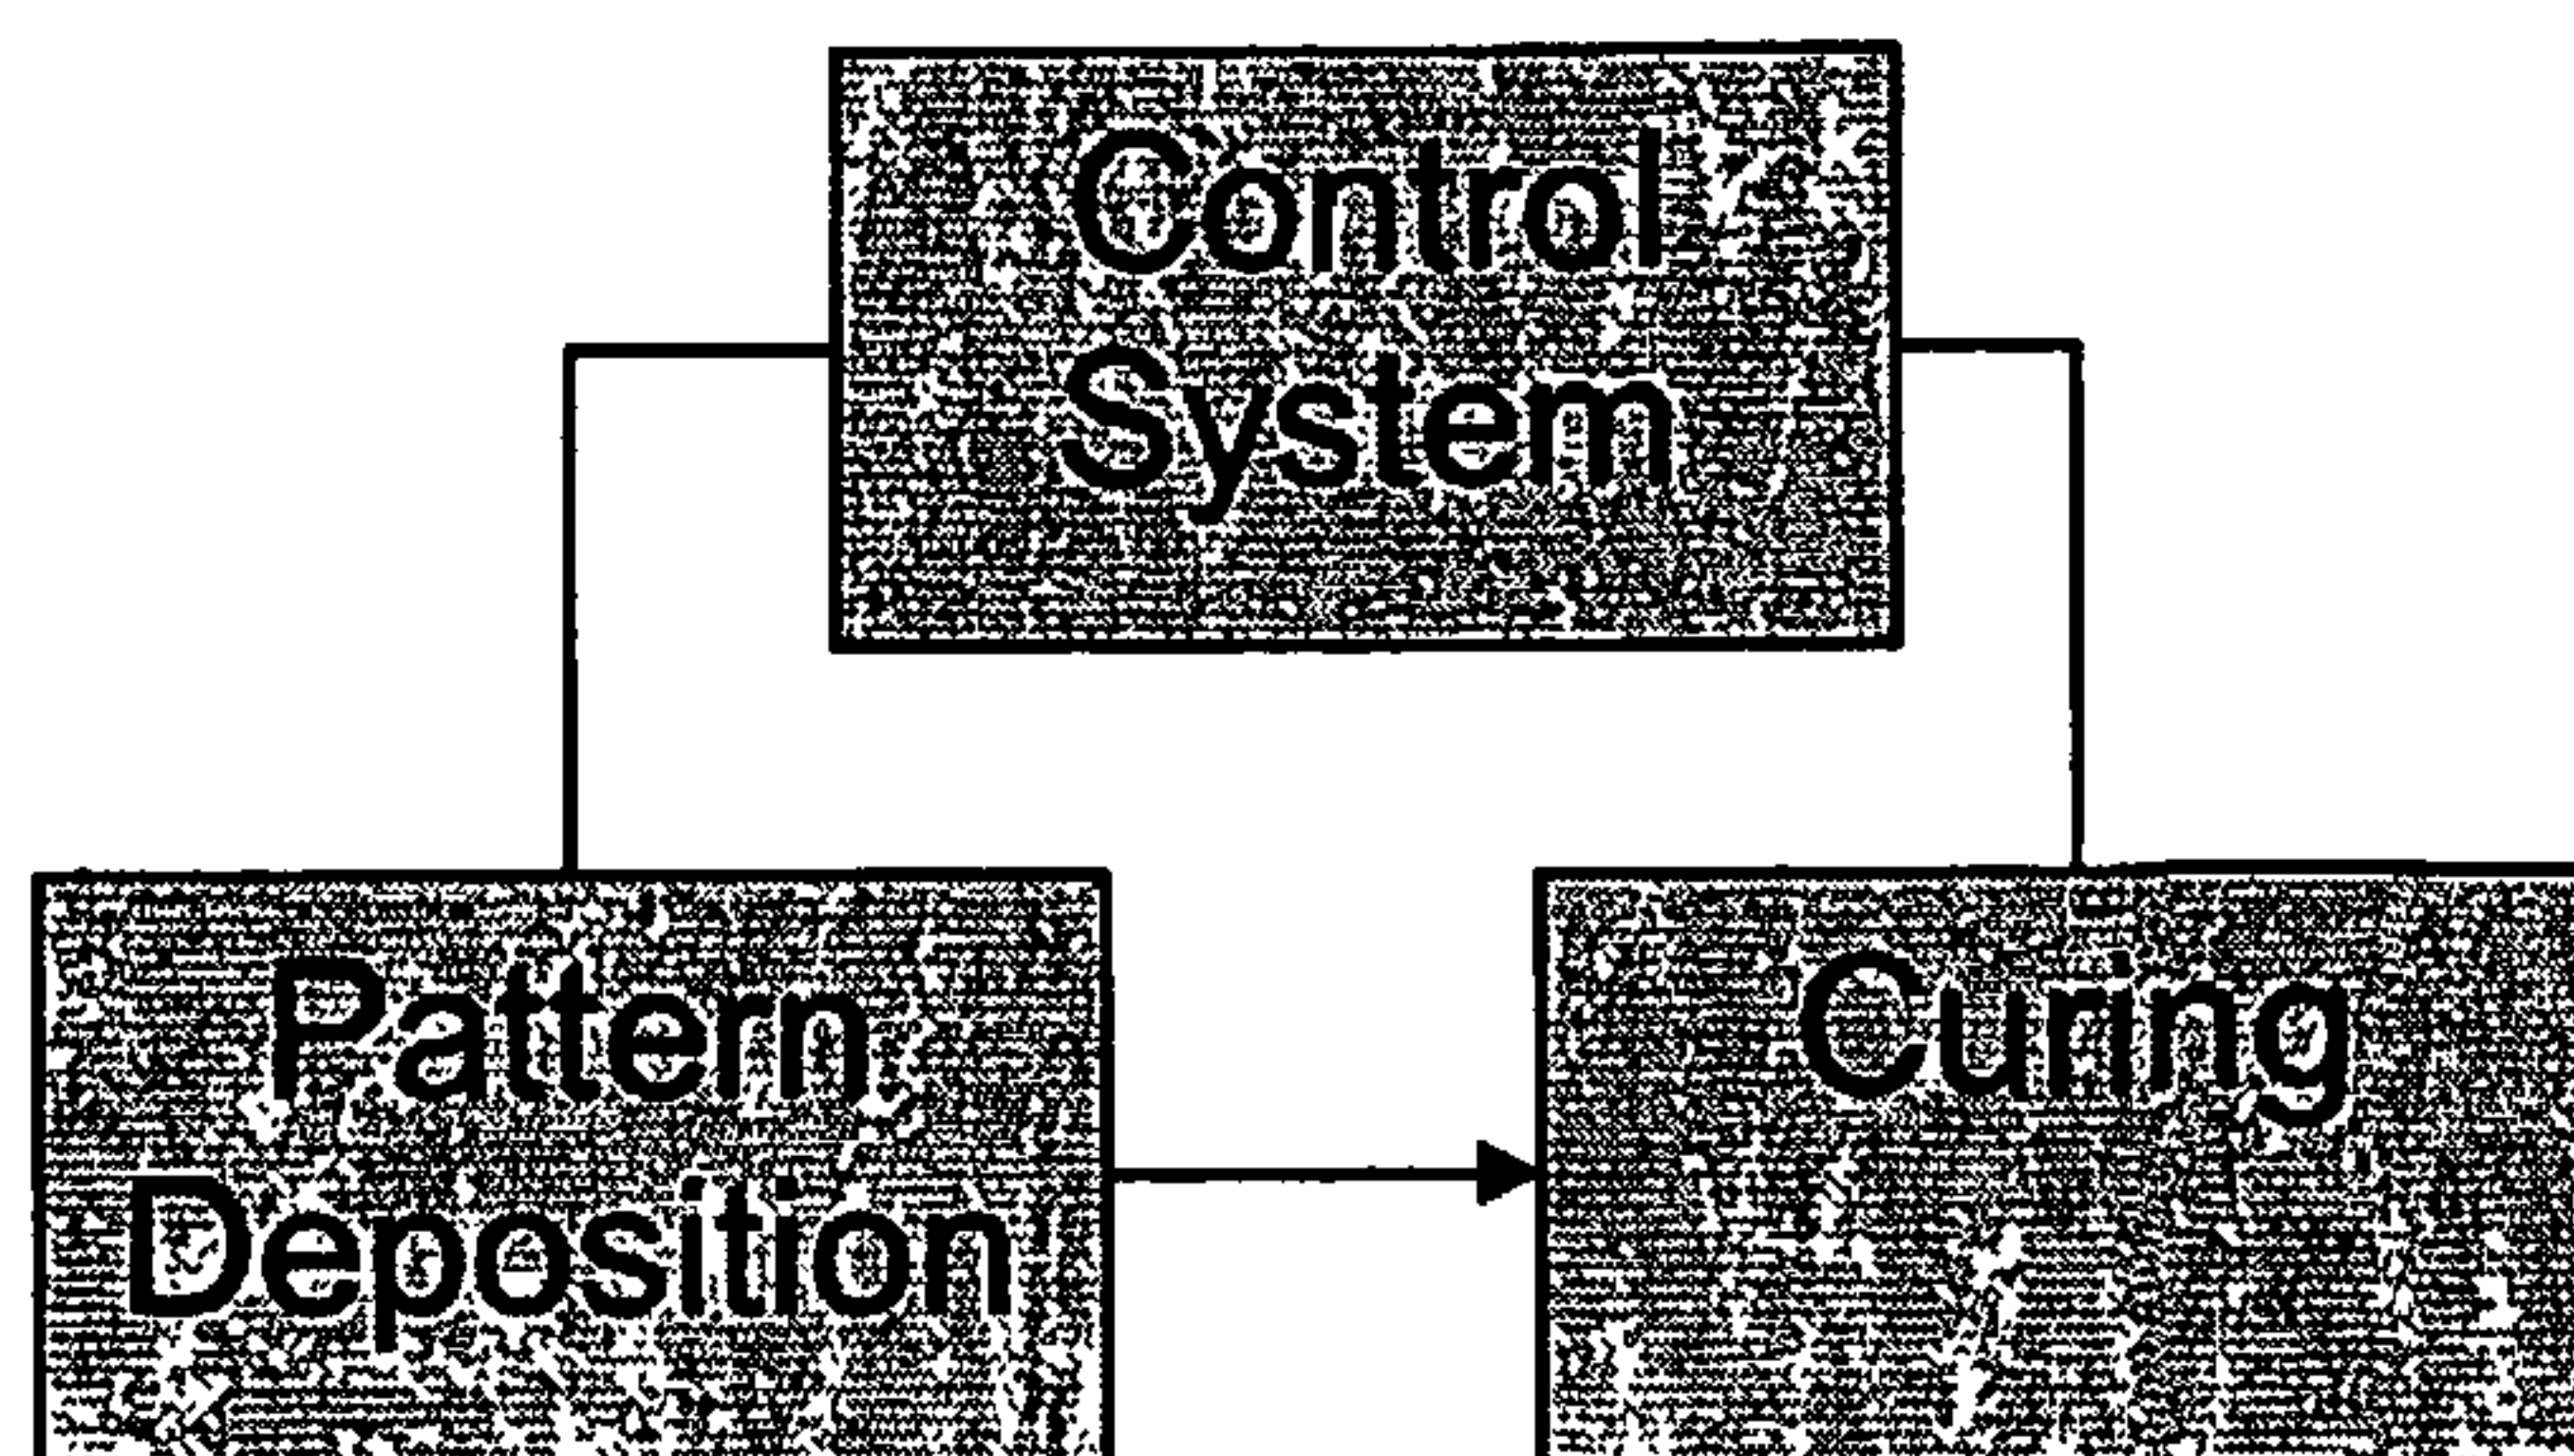 Control
System
Pattern
Deposition
Curing